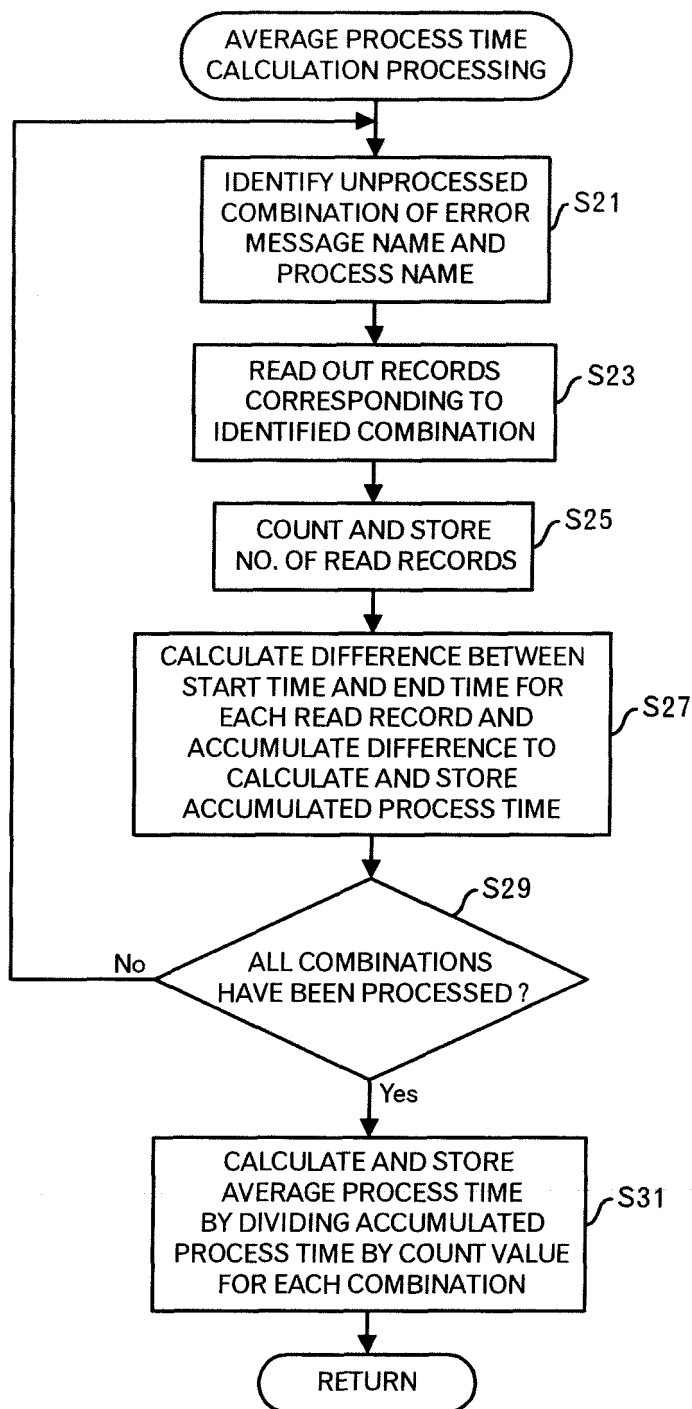 AVERAGE PROCESS TIME
CALCULATION PROCESSING
IDENTIFY UNPROCESSED
COMBINATION OF ERROR
MESSAGE NAME AND
PROCESS NAME
S21
READ OUT RECORDS
CORRESPONDING TO
IDENTIFIED COMBINATION
S23
COUNT AND STORE
NO. OF READ RECORDS
S25
CALCULATE DIFFERENCE BETWEEN
START TIME AND END TIME FOR
EACH READ RECORD AND
ACCUMULATE DIFFERENCE TO
CALCULATE AND STORE
ACCUMULATED PROCESS TIME
S27
S29
ALL COMBINATIONS
HAVE BEEN PROCESSED ?
No
Yes
CALCULATE AND STORE
AVERAGE PROCESS TIME
BY DIVIDING ACCUMULATED
PROCESS TIME BY COUNT VALUE
FOR EACH COMBINATION
S31
RETURN